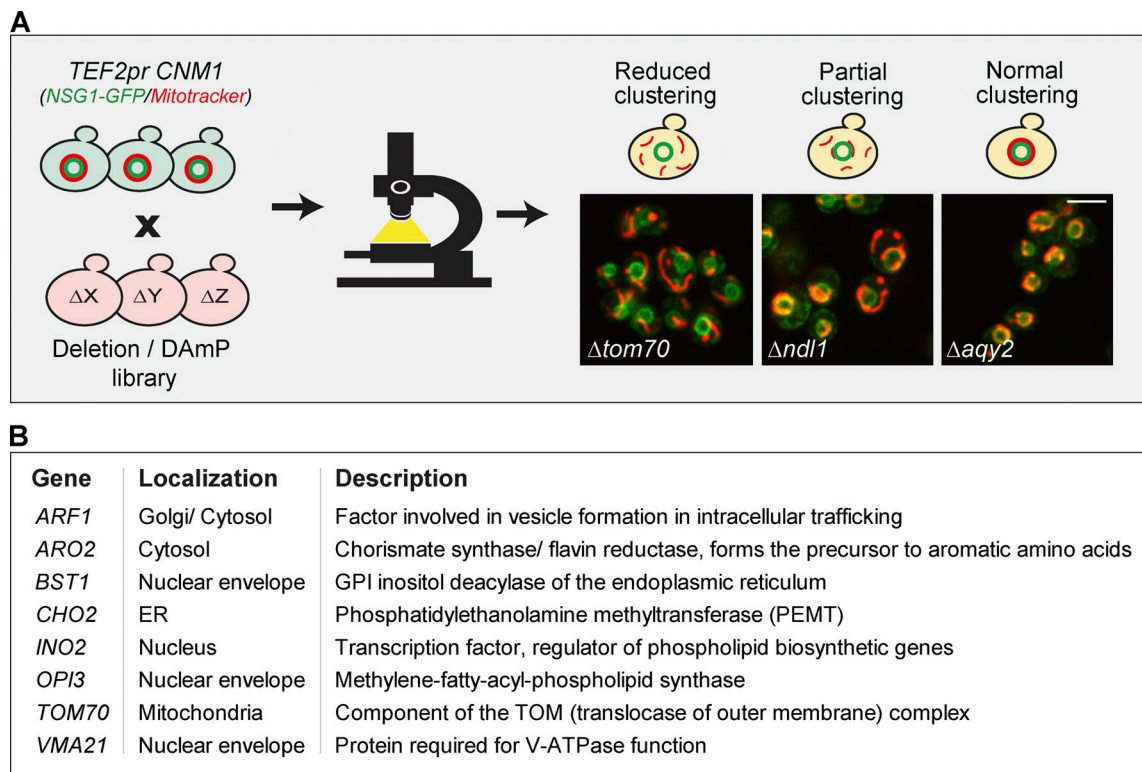 A
TEF2pr CNM1
(NSG1-GFP/Mitotracker)
X
ΔX ΔY ΔZ
Deletion / DAmP
library
Reduced
clustering
Partial
clustering
Normal
clustering
Δtom70
Δndl1
Δaqy2
B
Gene Localization Description
ARF1 Golgi/ Cytosol Factor involved in vesicle formation in intracellular trafficking
ARO2 Cytosol Chorismate synthase/ flavin reductase, forms the precursor to aromatic amino acids
BST1 Nuclear envelope GPI inositol deacylase of the endoplasmic reticulum
CHO2 ER Phosphatidylethanolamine methyltransferase (PEMT)
INO2 Nucleus Transcription factor, regulator of phospholipid biosynthetic genes
OPI3 Nuclear envelope Methylene-fatty-acyl-phospholipid synthase
TOM70 Mitochondria Component of the TOM (translocase of outer membrane) complex
VMA21 Nuclear envelope Protein required for V-ATPase function